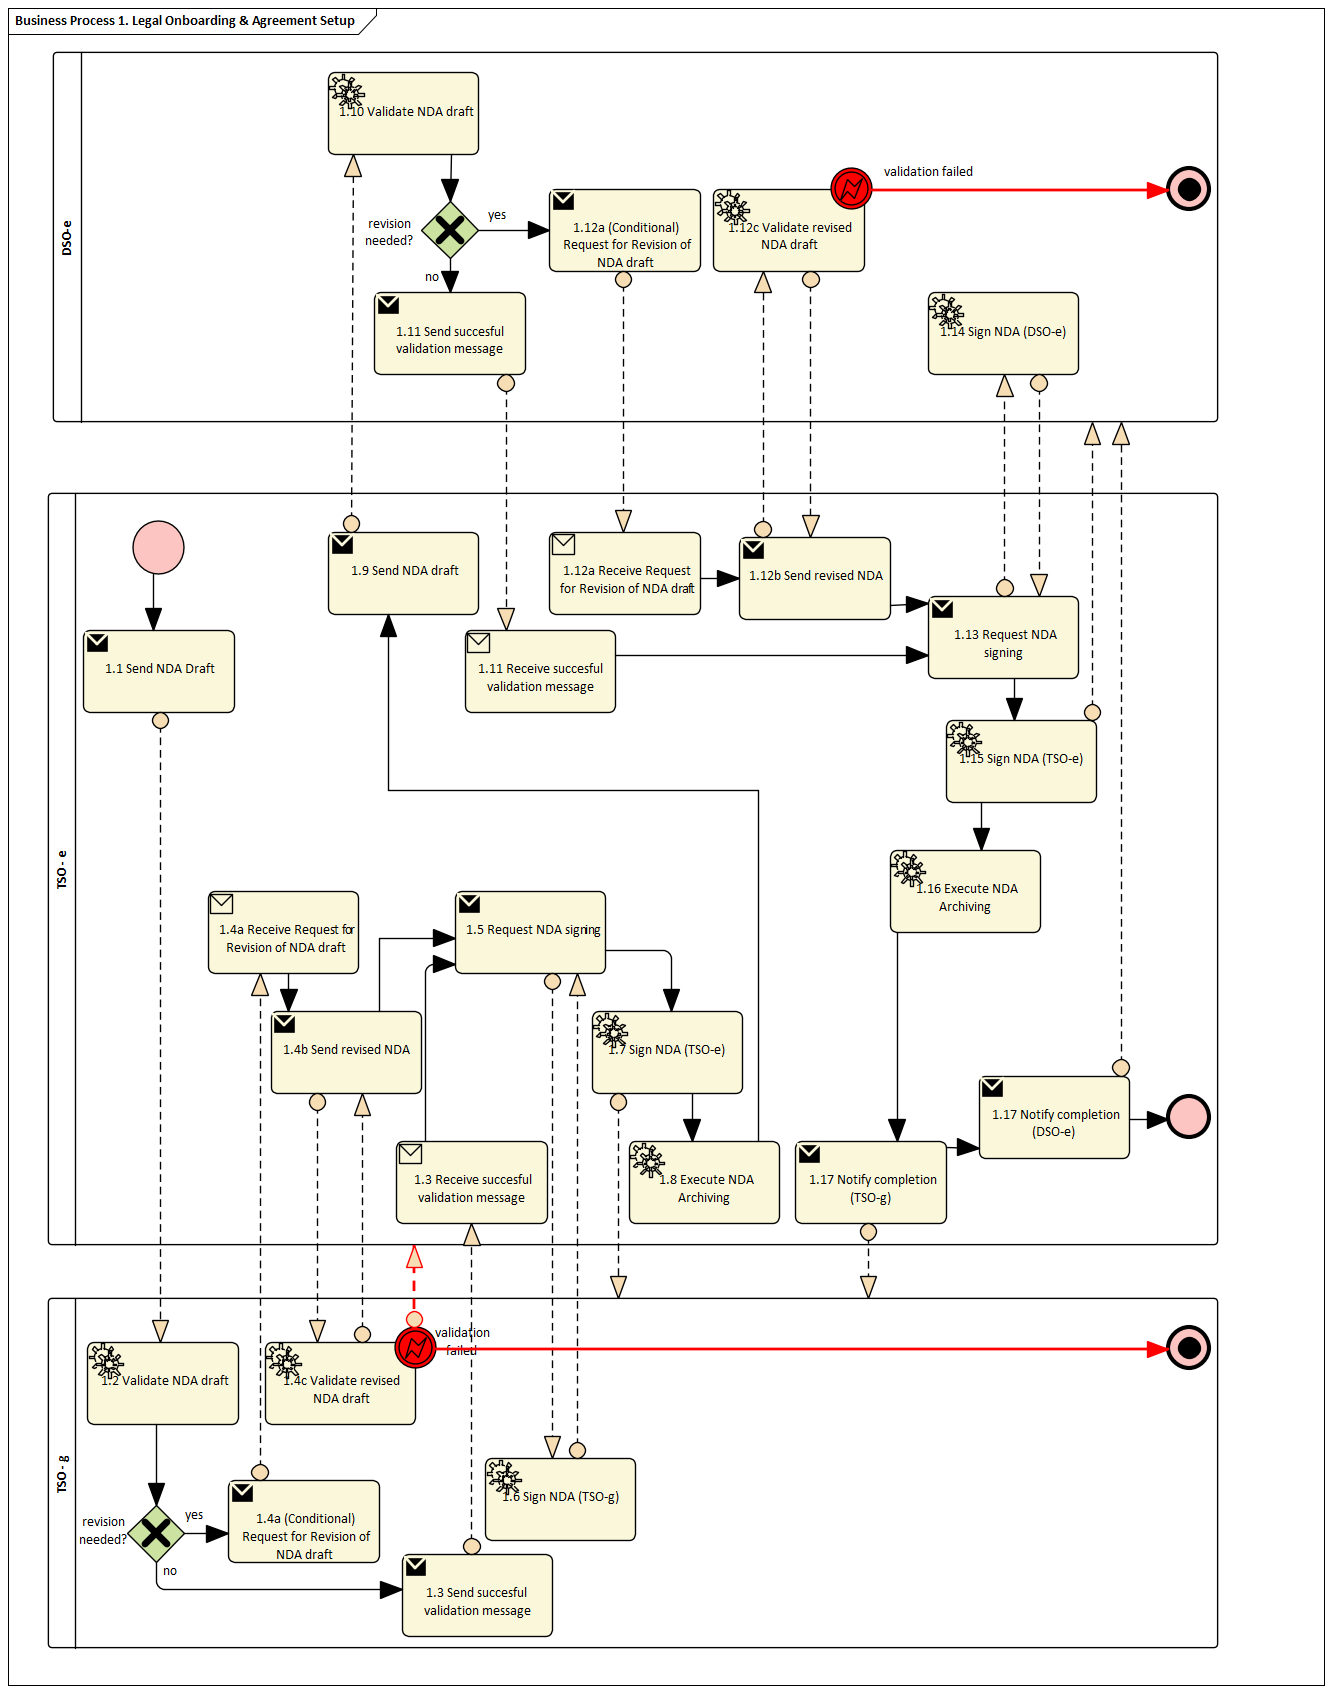 Business Process 1. Legal Onboarding & Agreement Setup
DSO-e
1.10 Validate NDA draft
revision
needed?
yes
no
1.12a (Conditional)
Request for Revision of
NDA draft
1.12c Validate revised
NDA draft
validation failed
1.11 Send succesful
validation message
1.14 Sign NDA (DSO-e)
TSO - e
1.9 Send NDA draft
1.12a Receive Request
for Revision of NDA draft
1.12b Send revised NDA
1.13 Request NDA
signing
1.1 Send NDA Draft
1.11 Receive succesful
validation message
1.15 Sign NDA (TSO-e)
1.16 Execute NDA
Archiving
1.4a Receive Request for
Revision of NDA draft
1.5 Request NDA signing
1.4b Send revised NDA
1.7 Sign NDA (TSO-e)
1.17 Notify completion
(DSO-e)
1.3 Receive succesful
validation message
1.8 Execute NDA
Archiving
1.17 Notify completion
(TSO-g)
TSO - g
1.2 Validate NDA draft
1.4c Validate revised
NDA draft
validation
failed
1.6 Sign NDA (TSO-g)
revision
needed?
yes
no
1.4a (Conditional)
Request for Revision of
NDA draft
1.3 Send succesful
validation message